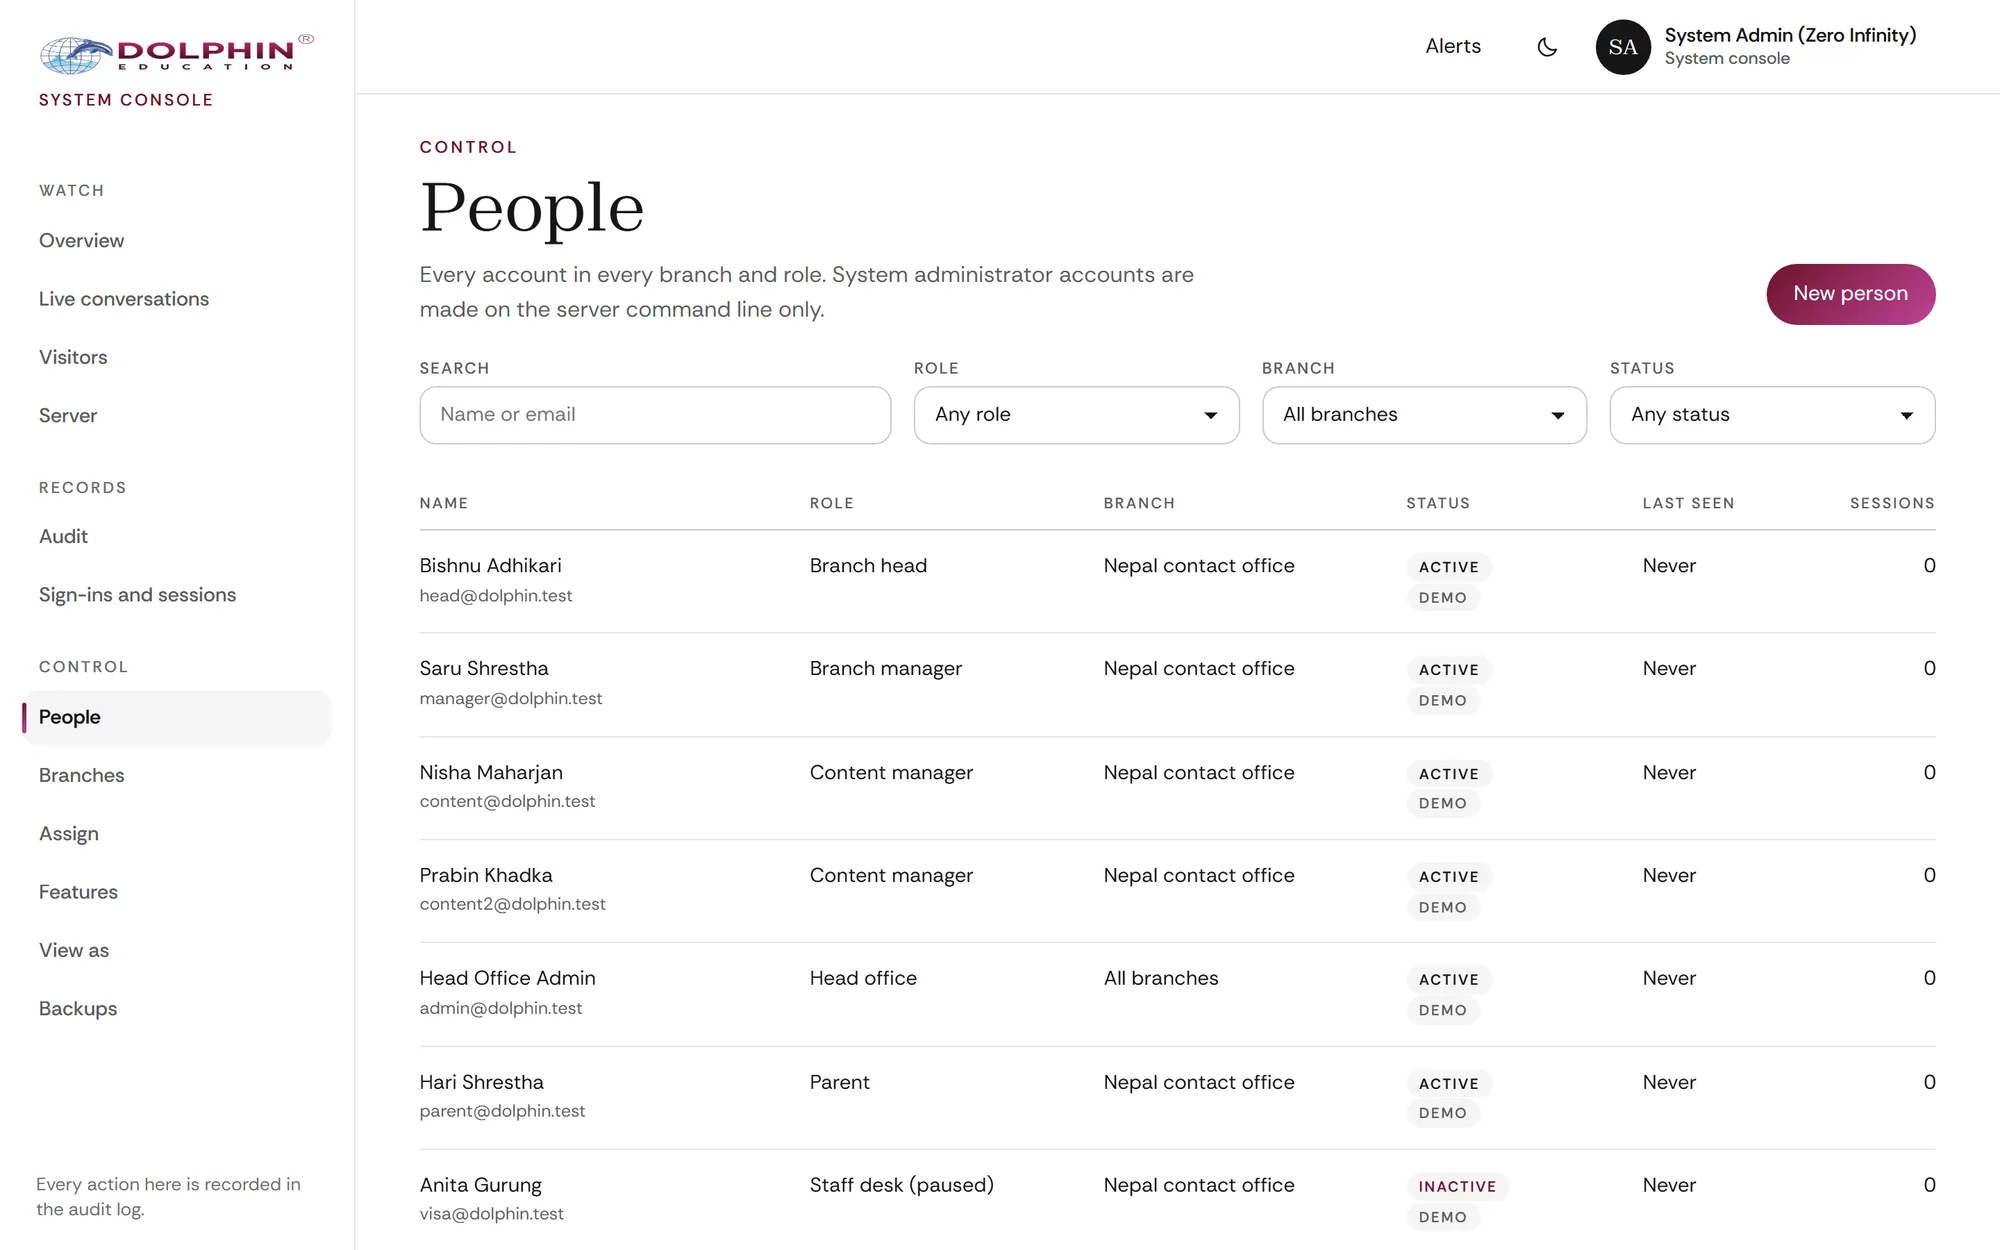 DOLPHIN ®
EDUCATION
SYSTEM CONSOLE
WATCH
Overview
Live conversations
Visitors
Server
RECORDS
Audit
Sign-ins and sessions
CONTROL
People
Branches
Assign
Features
View as
Backups
Every action here is recorded in
the audit log.
Alerts
SA
System Admin (Zero Infinity)
System console
CONTROL
People
Every account in every branch and role. System administrator accounts are
made on the server command line only.
New person
SEARCH ROLE BRANCH STATUS
Name or email Any role All branches Any status
NAME ROLE BRANCH STATUS LAST SEEN SESSIONS
Bishnu Adhikari Branch head Nepal contact office ACTIVE Never 0
head@dolphin.test DEMO
Saru Shrestha Branch manager Nepal contact office ACTIVE Never 0
manager@dolphin.test DEMO
Nisha Maharjan Content manager Nepal contact office ACTIVE Never 0
content@dolphin.test DEMO
Prabin Khadka Content manager Nepal contact office ACTIVE Never 0
content2@dolphin.test DEMO
Head Office Admin Head office All branches ACTIVE Never 0
admin@dolphin.test DEMO
Hari Shrestha Parent Nepal contact office ACTIVE Never 0
parent@dolphin.test DEMO
Anita Gurung Staff desk (paused) Nepal contact office INACTIVE Never 0
visa@dolphin.test DEMO